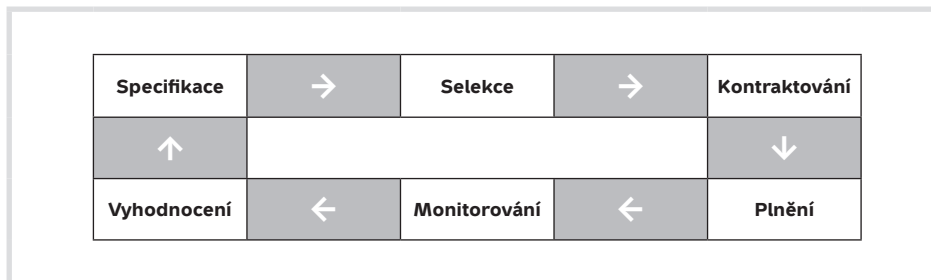 Specifikace → Selekce → Kontraktování
↑ ↓
Vyhodnocení ← Monitorování ← Plnění